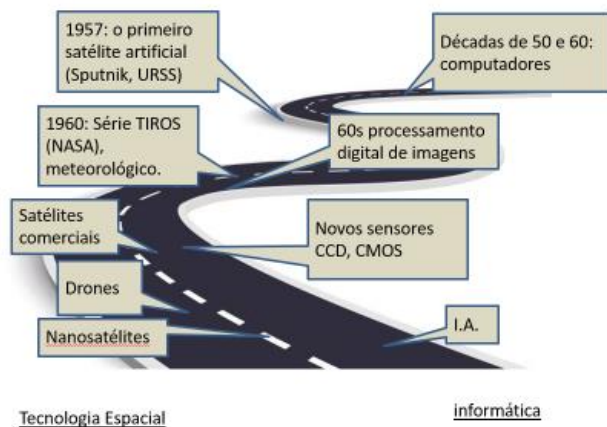 1957: o primeiro
satélite artificial
(Sputnik, URSS)
Décadas de 50 e 60:
computadores
1960: Série TIROS
(NASA),
meteorológico.
60s processamento
digital de imagens
Satélites
comerciais
Novos sensores
CCD, CMOS
Drones
Nanosatélites
I.A.
Tecnologia Espacial
informática